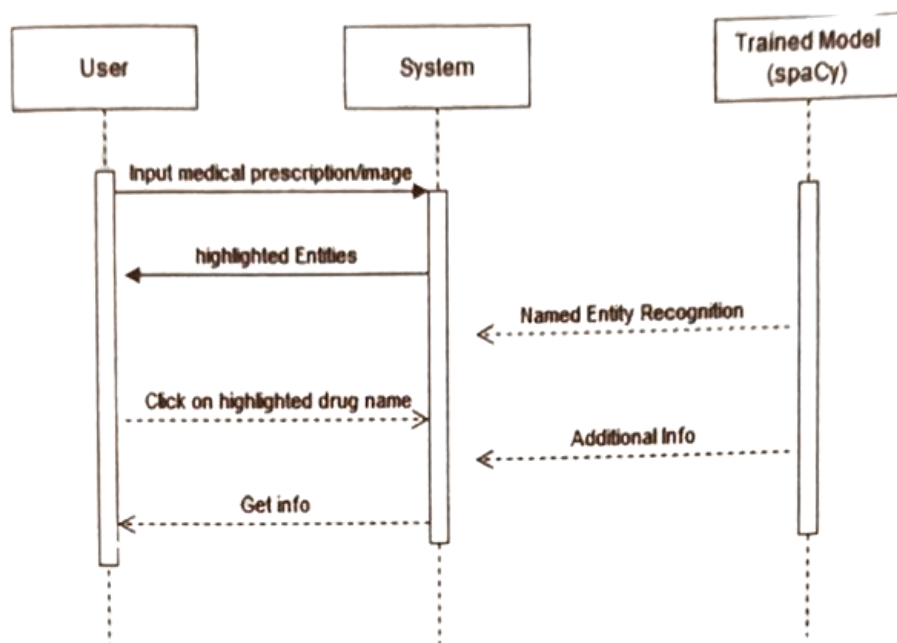 User
System
Trained Model
(spaCy)
Input medical prescription/image
highlighted Entities
Named Entity Recognition
Click on highlighted drug name
Additional Info
Get info